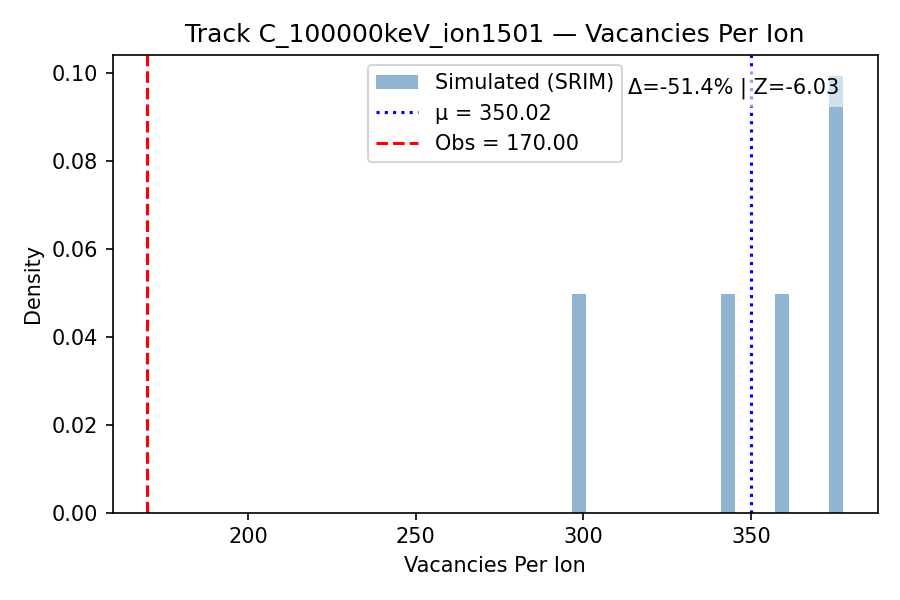 Track C_100000keV_ion1501 — Vacancies Per Ion
Simulated (SRIM)
μ = 350.02
Obs = 170.00
Δ=-51.4% | Z=-6.03
Density
0.10
0.08
0.06
0.04
0.02
0.00
200
250
300
350
Vacancies Per Ion